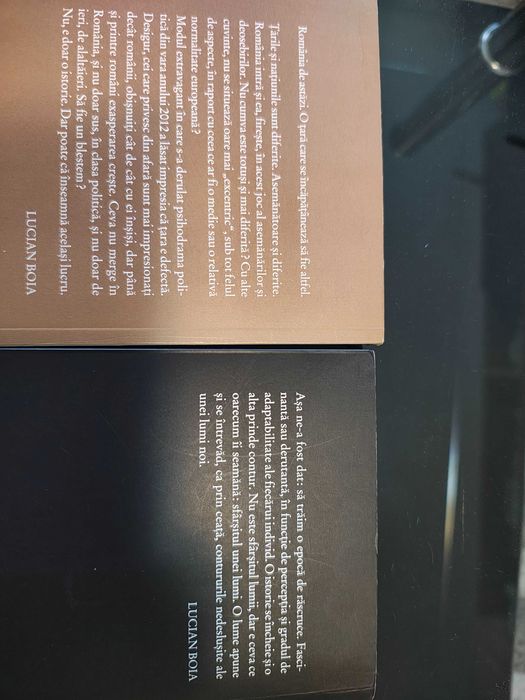 România de astăzi. O țară care se încăpățânează să fie altfel.
Țările și națiunile sunt diferite. Asemănătoare și diferite.
România intră și ea, firește, în acest joc al asemănărilor și
deosebirilor. Nu cumva este totuși și mai diferită? Cu alte
cuvinte, nu se situează oare mai „excentric“, sub tot felul
de aspecte, în raport cu ceea ce ar fi o medie sau o relativă
normalitate europeană?
Modul extravagant în care s-a derulat psihodrama poli-
tică din vara anului 2012 a lăsat impresia că țara e defectă.
Desigur, cei care privesc din afară sunt mai impresionați
decât românii, obișnuiți cât de cât cu ei înșiși, dar până
și printre români exasperarea crește. Ceva nu merge în
România, și nu doar sus, în clasa politică, și nu doar de
ieri, de alaltăieri. Să fie un blestem?
Nu, e doar o istorie. Dar poate că înseamnă același lucru.
LUCIAN BOIA
Așa ne-a fost dat: să trăim o epocă de răscruce. Fasci-
nantă sau derutantă, în funcție de percepția și gradul de
adaptabilitate ale fiecărui individ. O istorie se încheie și o
alta prinde contur. Nu este sfârșitul lumii, dar e ceva ce
oarecum îi seamănă: sfârșitul unei lumi. O lume apune
și se întrevăd, ca prin ceață, contururile nedeslușite ale
unei lumi noi.
LUCIAN BOIA